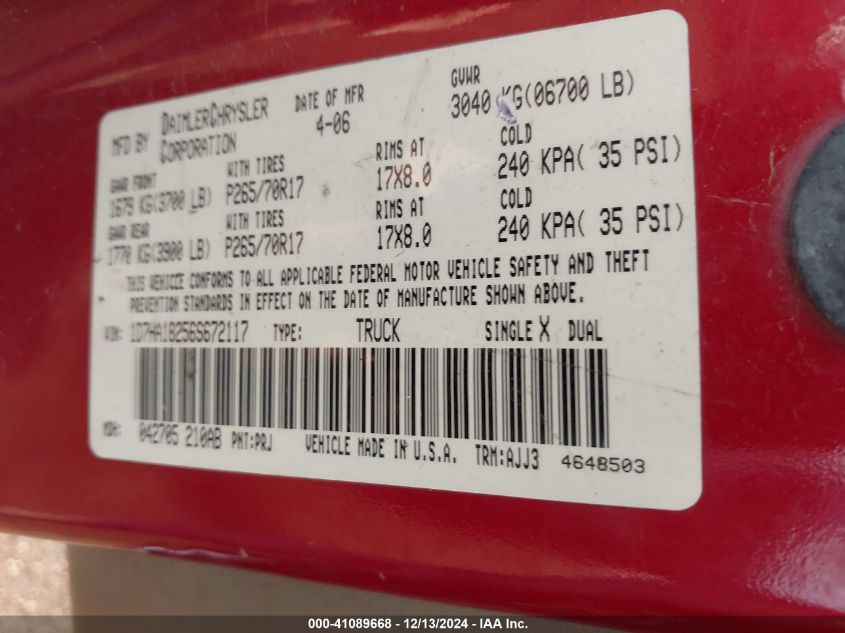 MFD BY DAIMLERCHRYSLER CORPORATION DATE OF MFR 4-06 GVWR 3040 KG(06700 LB)
GAWR FRONT WITH TIRES RIMS AT COLD
1679 KG(3700 LB) P265/70R17 17X8.0 240 KPA( 35 PSI)
GAWR REAR WITH TIRES RIMS AT COLD
1770 KG(3900 LB) P265/70R17 17X8.0 240 KPA( 35 PSI)
THIS VEHICLE CONFORMS TO ALL APPLICABLE FEDERAL MOTOR VEHICLE SAFETY AND THEFT
PREVENTION STANDARDS IN EFFECT ON THE DATE OF MANUFACTURE SHOWN ABOVE.
VIN: 1D7HA18256S672117 TYPE: TRUCK SINGLE X DUAL
MDH: 042705 210AB PNT:PRJ VEHICLE MADE IN U.S.A. TRM:AJJ3 4648503
000-41089668 - 12/13/2024 - IAA Inc.